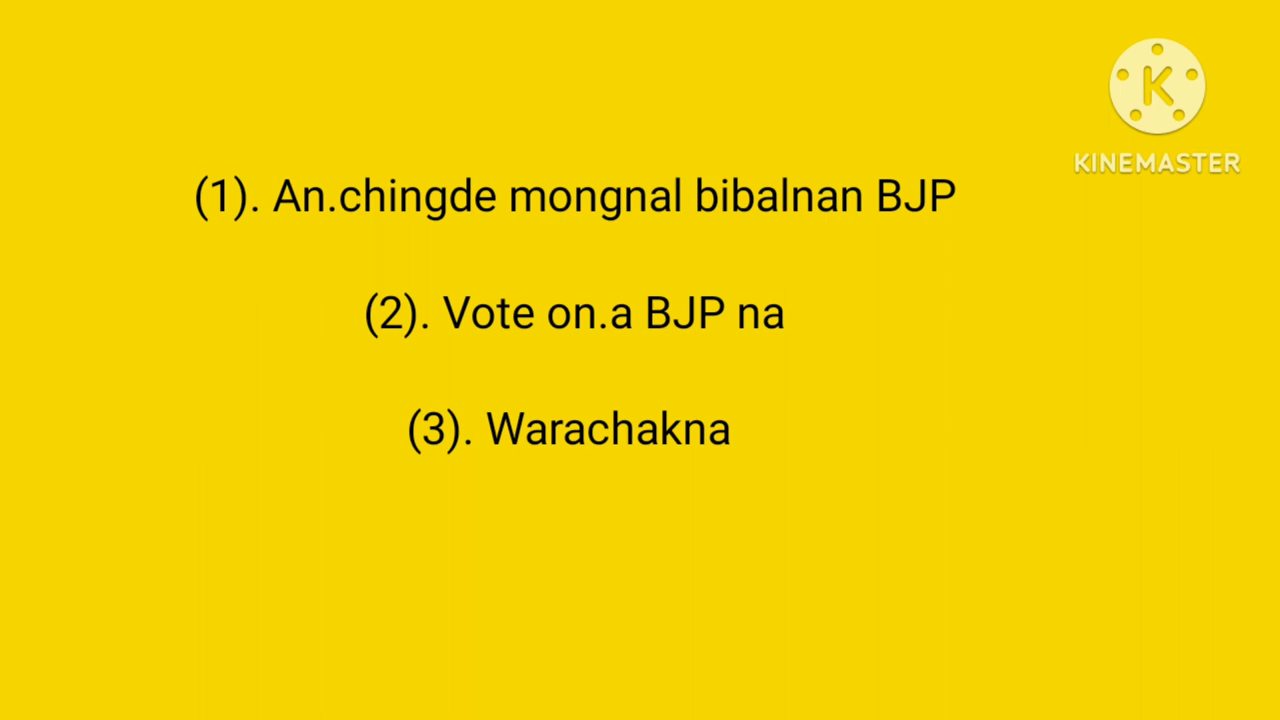 KINEMASTER
(1). An.chingde mongnal bibalnan BJP
(2). Vote on.a BJP na
(3). Warachakna